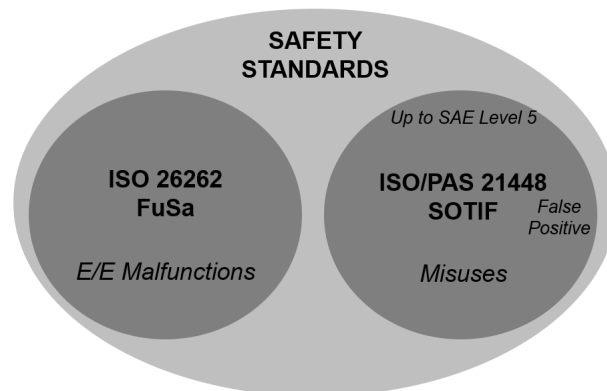 SAFETY
STANDARDS
ISO 26262
FuSa
E/E Malfunctions
Up to SAE Level 5
ISO/PAS 21448
SOTIF
False
Positive
Misuses